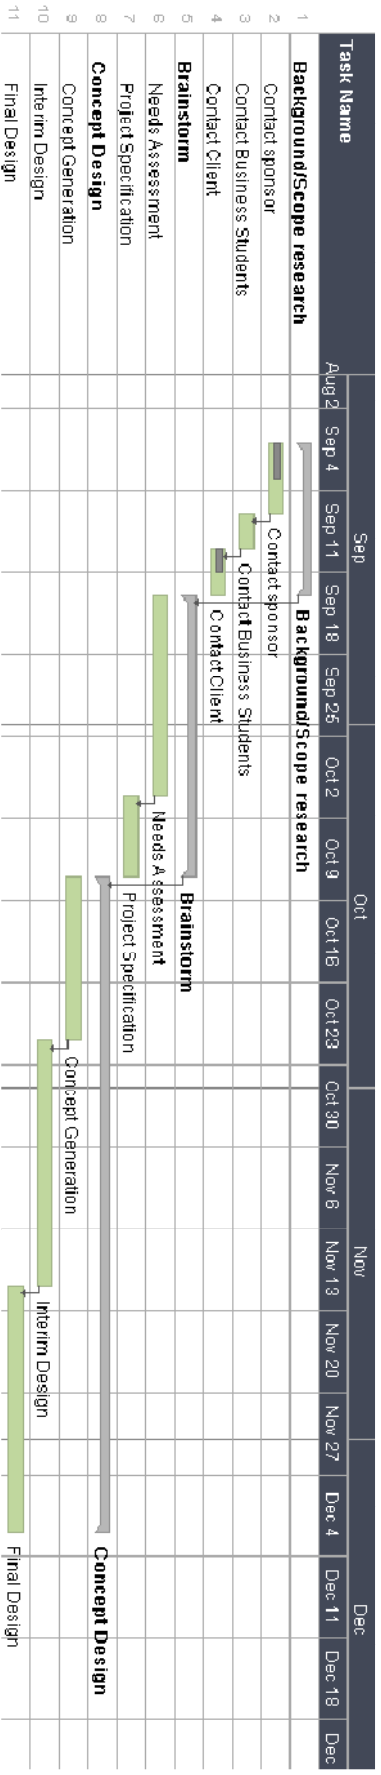 Task Name
Sep Oct Nov Dec
Aug 2 Sep 4 Sep 11 Sep 18 Sep 25 Oct 2 Oct 9 Oct 16 Oct 23 Oct 30 Nov 6 Nov 13 Nov 20 Nov 27 Dec 4 Dec 11 Dec 18 Dec
1 Background/Scope research Background/Scope research
2 Contact sponsor Contact sponsor
3 Contact Business Students Contact Business Students
4 Contact Client Contact Client
5 Brainstorm Brainstorm
6 Needs Assessment Needs Assessment
7 Project Specification Project Specification
8 Concept Design Concept Design
9 Concept Generation Concept Generation
10 Interim Design Interim Design
11 Final Design Final Design